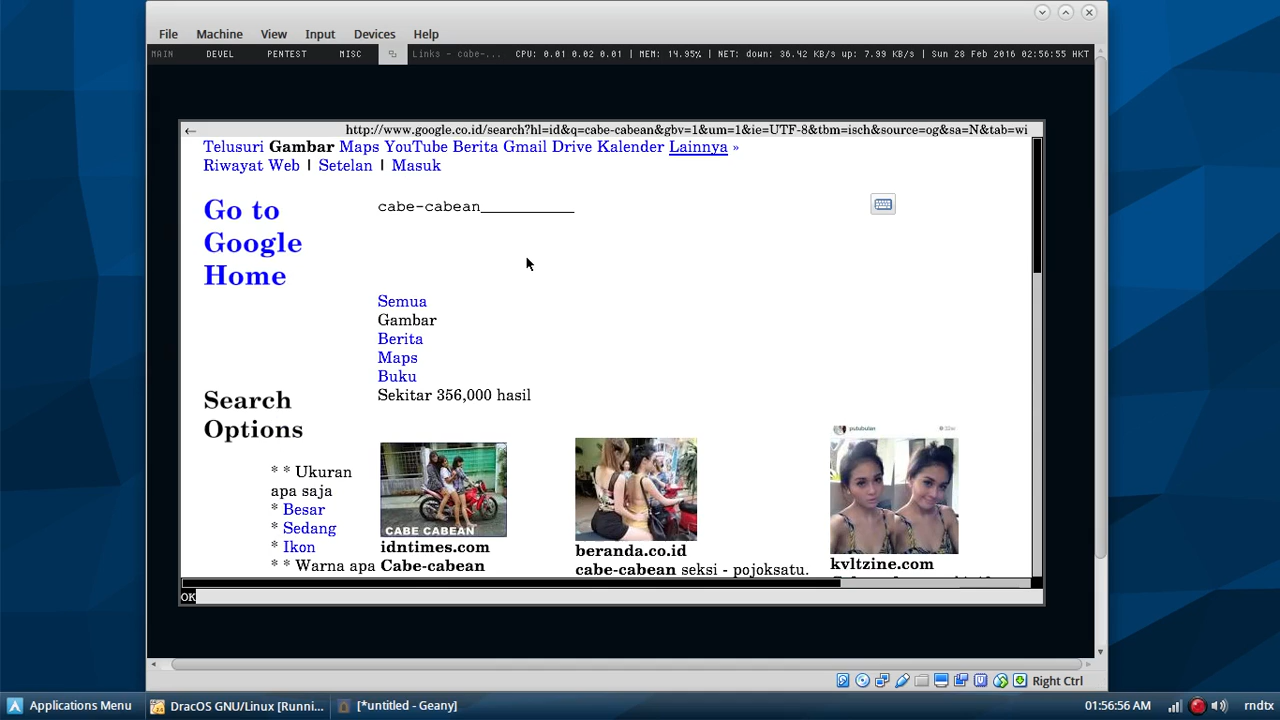 File Machine View Input Devices Help
MAIN DEVEL PENTEST MISC Links - cabe-... CPU: 0.01 0.02 0.01 | MEM: 14.95% | NET: down: 36.42 KB/s up: 7.99 KB/s | Sun 28 Feb 2016 02:56:55 HKT
http://www.google.co.id/search?hl=id&q=cabe-cabean&gbv=1&um=1&ie=UTF-8&tbm=isch&source=og&sa=N&tab=wi
Telusuri Gambar Maps YouTube Berita Gmail Drive Kalender Lainnya »
Riwayat Web | Setelan | Masuk
Go to
Google
Home
cabe-cabean____________
Semua
Gambar
Berita
Maps
Buku
Sekitar 356,000 hasil
Search
Options
* * Ukuran
apa saja
* Besar
* Sedang
* Ikon
* * Warna apa
CABE CABEAN
idntimes.com
Cabe-cabean
beranda.co.id
cabe-cabean seksi - pojoksatu.
kvltzine.com
OK
Right Ctrl
Applications Menu DracOS GNU/Linux [Runni... [*untitled - Geany] 01:56:56 AM rndtx